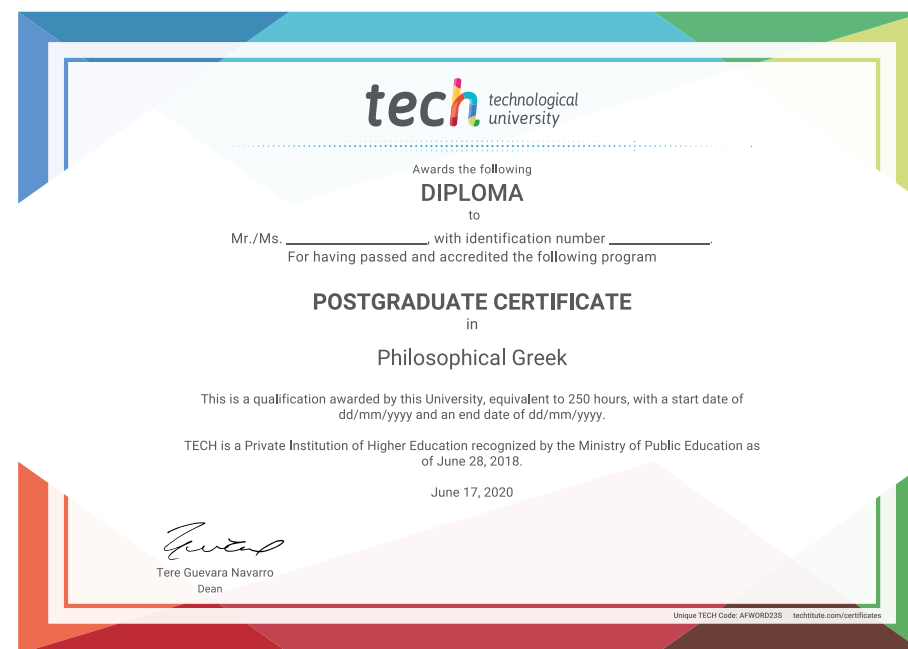 tech technological
university
Awards the following
DIPLOMA
to
Mr./Ms. ____________________, with identification number ______________.
For having passed and accredited the following program
POSTGRADUATE CERTIFICATE
in
Philosophical Greek
This is a qualification awarded by this University, equivalent to 250 hours, with a start date of
dd/mm/yyyy and an end date of dd/mm/yyyy.
TECH is a Private Institution of Higher Education recognized by the Ministry of Public Education as
of June 28, 2018.
June 17, 2020
Tere Guevara Navarro
Dean
Unique TECH Code: AFWORD23S techtitute.com/certificates